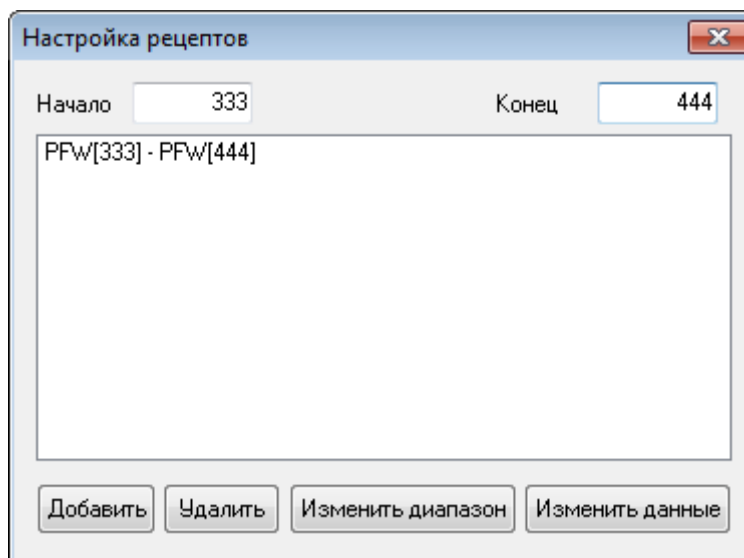 Настройка рецептов
Начало 333 Конец 444
PFW[333] - PFW[444]
Добавить Удалить Изменить диапазон Изменить данные